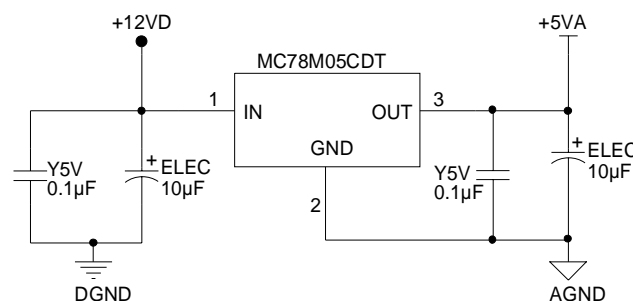 +12VD
+5VA
MC78M05CDT
1
IN
OUT
3
GND
2
Y5V
0.1µF
+
ELEC
10µF
Y5V
0.1µF
+
ELEC
10µF
DGND
AGND